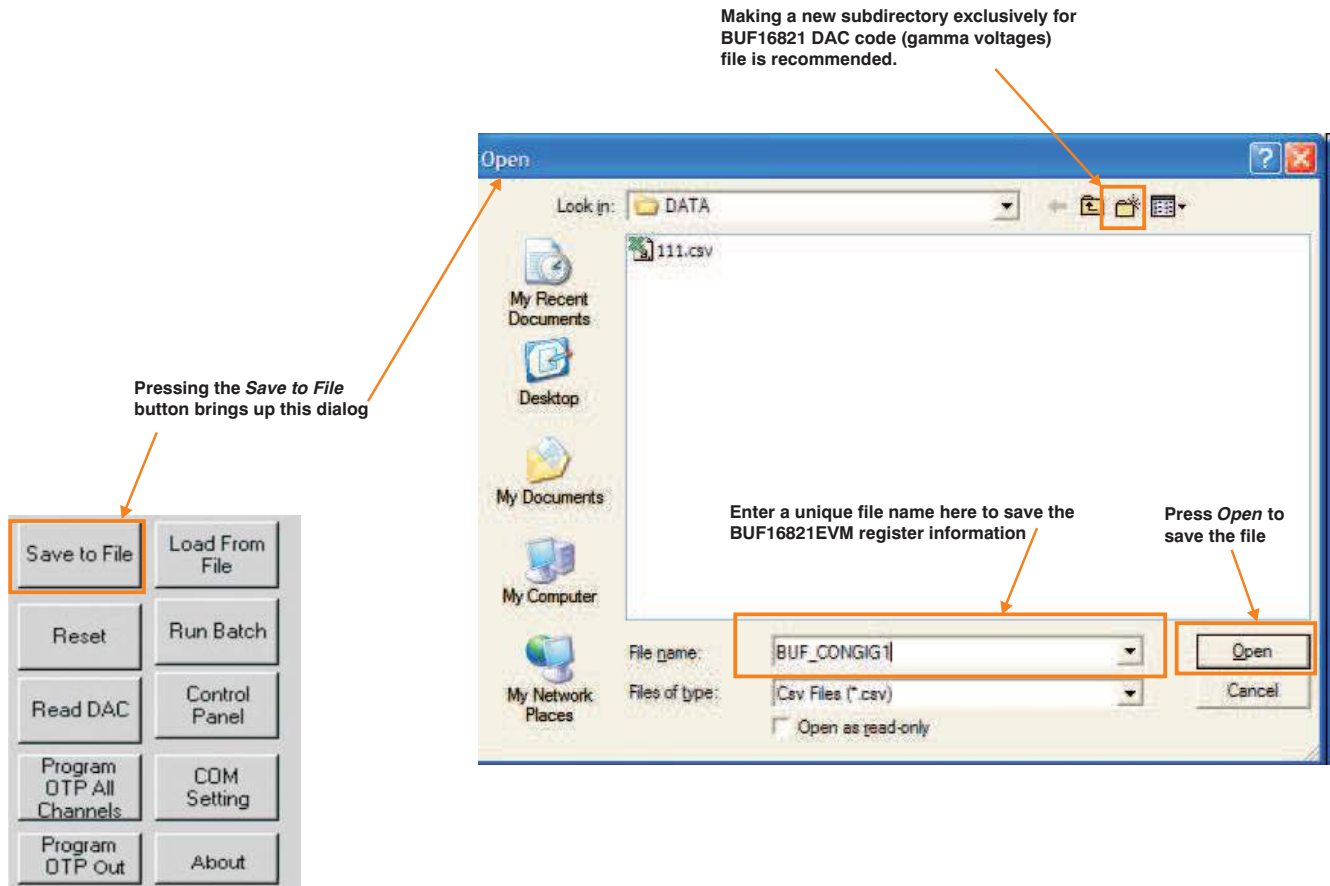 Making a new subdirectory exclusively for
BUF16821 DAC code (gamma voltages)
file is recommended.
Open
Look in: DATA
111.csv
My Recent
Documents
Desktop
My Documents
My Computer
My Network
Places
Pressing the Save to File
button brings up this dialog
Enter a unique file name here to save the
BUF16821EVM register information
Press Open to
save the file
File name: BUF_CONGIG1 Open
Files of type: Csv Files (*.csv) Cancel
Open as read-only
Save to File
Load From
File
Reset
Run Batch
Read DAC
Control
Panel
Program
OTP All
Channels
COM
Setting
Program
OTP Out
About